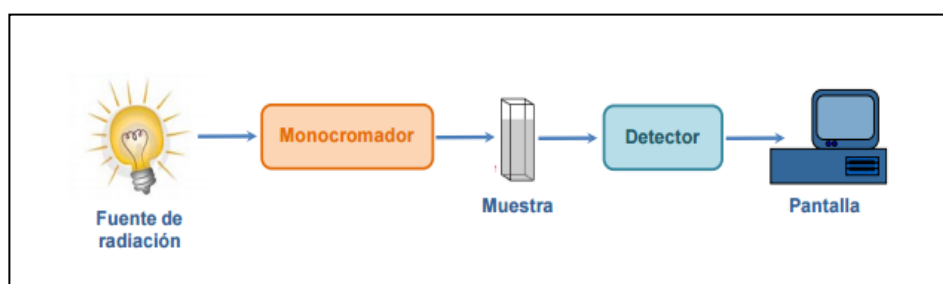 Monocromador
Detector
Fuente de
radiación
Muestra
Pantalla